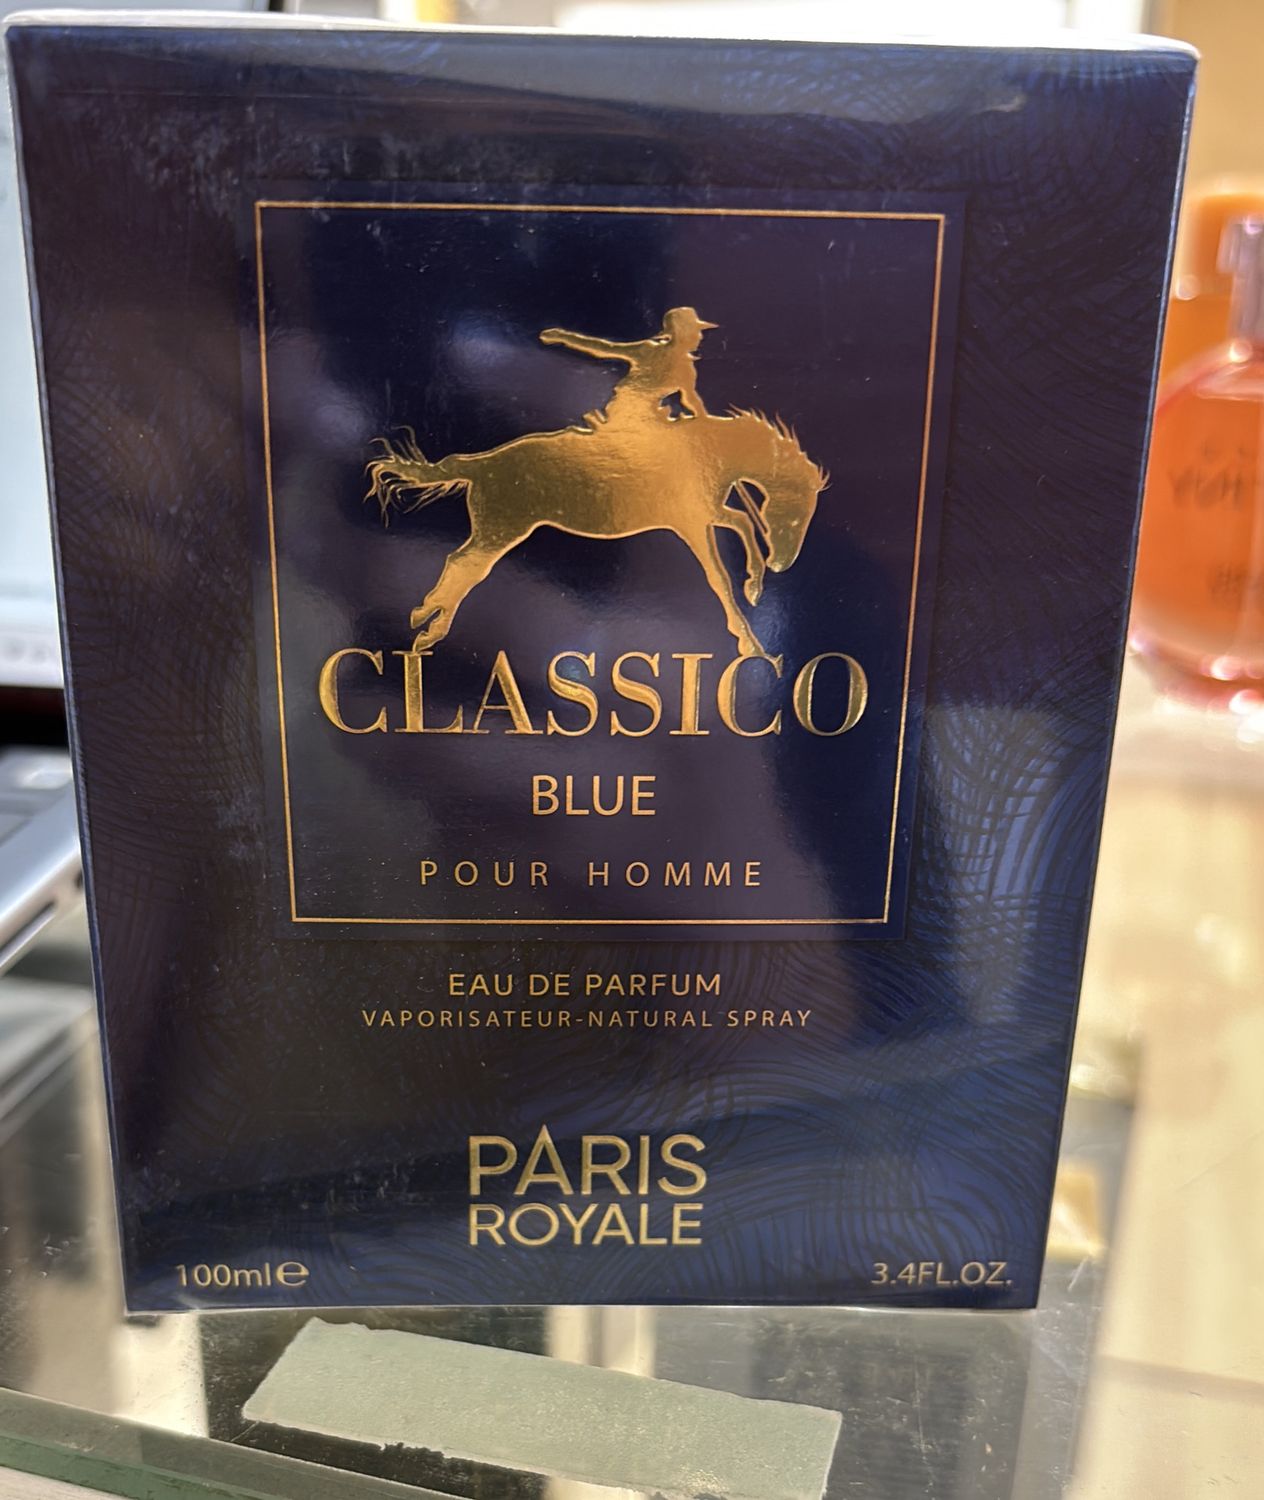 CLASSICO
BLUE
POUR HOMME
EAU DE PARFUM
VAPORISATEUR-NATURAL SPRAY
PARIS
ROYALE
100ml℮
3.4FL.OZ.